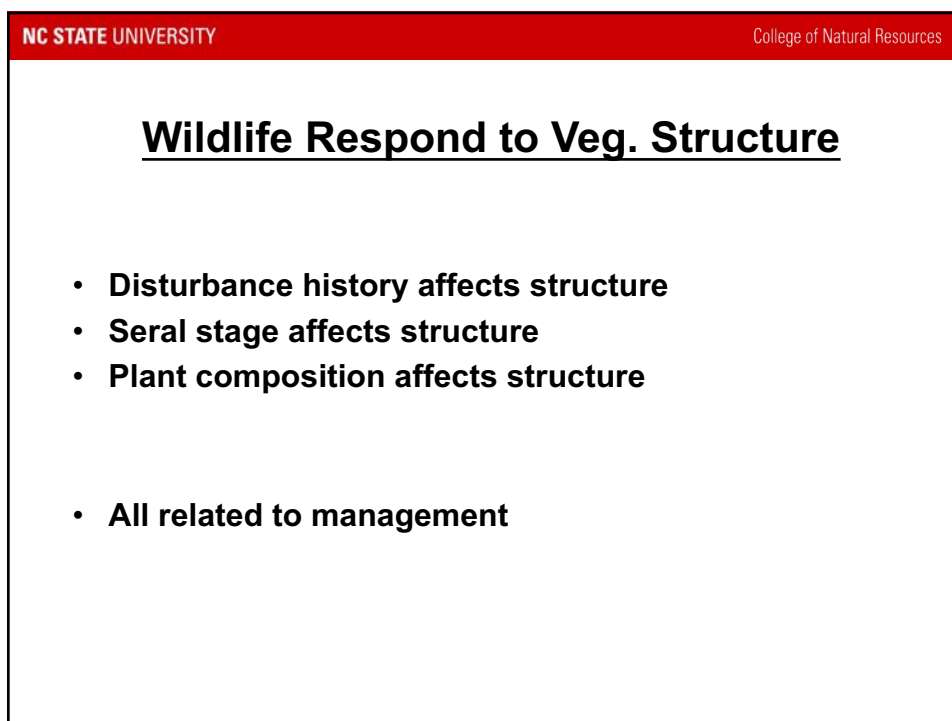 NC STATE UNIVERSITY College of Natural Resources
Wildlife Respond to Veg. Structure
• Disturbance history affects structure
• Seral stage affects structure
• Plant composition affects structure
• All related to management